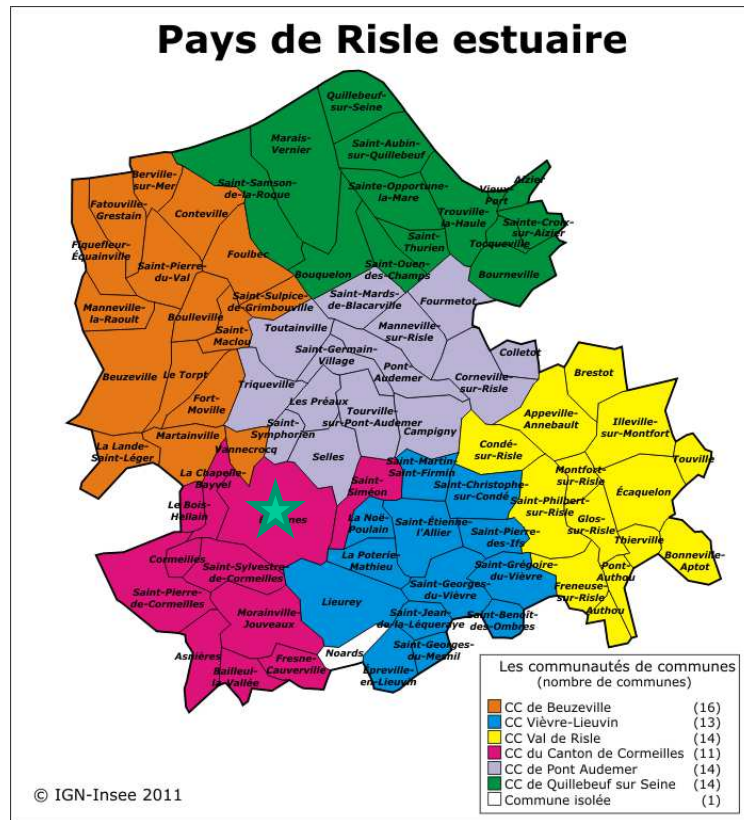 Pays de Risle estuaire
Quillebeuf-
sur-Seine
Marais-
Vernier
Saint-Aubin-
sur-Quillebeuf
Berville-
sur-Mer
Saint-Samson-
de-la-Roque
Sainte-Opportune-
la-Mare
Aizier
Vieux-
Port
Fatouville-
Grestain
Conteville
Trouville-
la-Haule
Sainte-Croix-
sur-Aizier
Fiquefleur-
Équainville
Foulbec
Saint-
Thurien
Tocqueville
Saint-Pierre-
du-Val
Bouquelon
Saint-Ouen-
des-Champs
Bourneville
Manneville-
la-Raoult
Boulleville
Saint-Sulpice-
de-Grimbouville
Saint-Mards-
de-Blacarville
Fourmetot
Saint-
Maclou
Toutainville
Manneville-
sur-Risle
Colletot
Beuzeville
Le Torpt
Saint-Germain-
Village
Pont-
Audemer
Brestot
Triqueville
Corneville-
sur-Risle
Fort-
Moville
Les Préaux
Tourville-
sur-Pont-Audemer
Appeville-
Annebault
Illeville-
sur-Montfort
La Lande-
Saint-Léger
Martainville
Saint-
Symphorien
Campigny
Condé-
sur-Risle
Touville
Vannecrocq
Selles
Saint-Martin-
Saint-Firmin
Montfort-
sur-Risle
La Chapelle-
Bayvel
Saint-
Siméon
Saint-Christophe-
sur-Condé
Écaquelon
Le Bois-
Hellain
La Noë-
Poulain
Saint-Étienne-
l'Allier
Saint-Philbert-
sur-Risle
Glos-
sur-Risle
Saint-Pierre-
des-Ifs
Thierville
Cormeilles
La Poterie-
Mathieu
Bonneville-
Aptot
Saint-Sylvestre-
de-Cormeilles
Saint-Grégoire-
du-Vièvre
Pont-
Authou
Saint-Pierre-
de-Cormeilles
Lieurey
Saint-Georges-
du-Vièvre
Freneuse-
sur-Risle
Authou
Morainville-
Jouveaux
Saint-Jean-
de-la-Léqueraye
Saint-Benoît-
des-Ombres
Asnières
Noards
Saint-Georges-
du-Mesnil
Bailleul-
la-Vallée
Fresne-
Cauverville
Épreville-
en-Lieuvin
Les communautés de communes
(nombre de communes)
CC de Beuzeville (16)
CC Vièvre-Lieuvin (13)
CC Val de Risle (14)
CC du Canton de Cormeilles (11)
CC de Pont Audemer (14)
CC de Quillebeuf sur Seine (14)
Commune isolée (1)
© IGN-Insee 2011